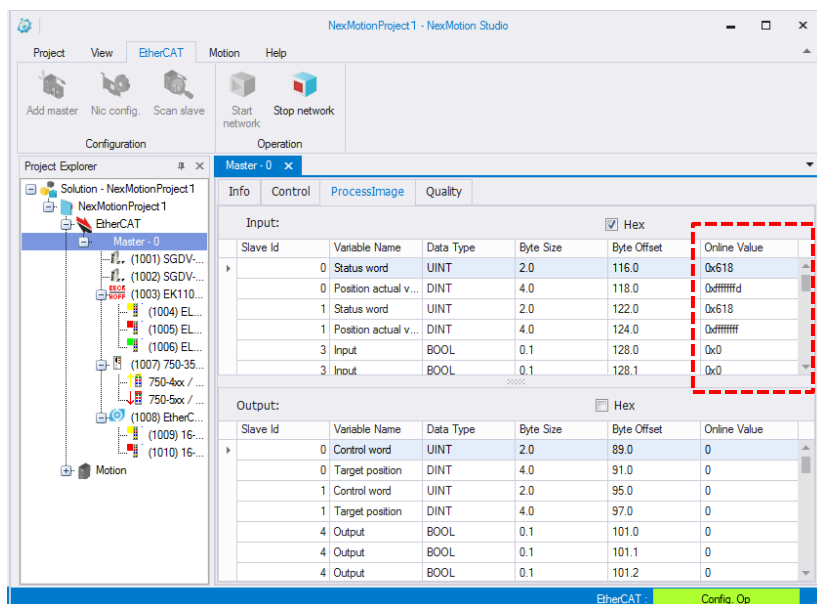 NexMotionProject1 - NexMotion Studio
Project View EtherCAT Motion Help
Add master Nic config. Scan slave Start network Stop network
Configuration Operation
Project Explorer
Solution - NexMotionProject1
NexMotionProject1
EtherCAT
Master - 0
(1001) SGDV-...
(1002) SGDV-...
BECK
HOFF
(1003) EK110...
(1004) EL...
(1005) EL...
(1006) EL...
(1007) 750-35...
750-4xx / ...
750-5xx / ...
(1008) EtherC...
(1009) 16-...
(1010) 16-...
Motion
Master - 0
Info Control ProcessImage Quality
Input: Hex
Slave Id Variable Name Data Type Byte Size Byte Offset Online Value
0 Status word UINT 2.0 116.0 0x618
0 Position actual v... DINT 4.0 118.0 0xfffffffd
1 Status word UINT 2.0 122.0 0x618
1 Position actual v... DINT 4.0 124.0 0xffffffff
3 Input BOOL 0.1 128.0 0x0
3 Input BOOL 0.1 128.1 0x0
Output: Hex
Slave Id Variable Name Data Type Byte Size Byte Offset Online Value
0 Control word UINT 2.0 89.0 0
0 Target position DINT 4.0 91.0 0
1 Control word UINT 2.0 95.0 0
1 Target position DINT 4.0 97.0 0
4 Output BOOL 0.1 101.0 0
4 Output BOOL 0.1 101.1 0
4 Output BOOL 0.1 101.2 0
EtherCAT : Config. Op